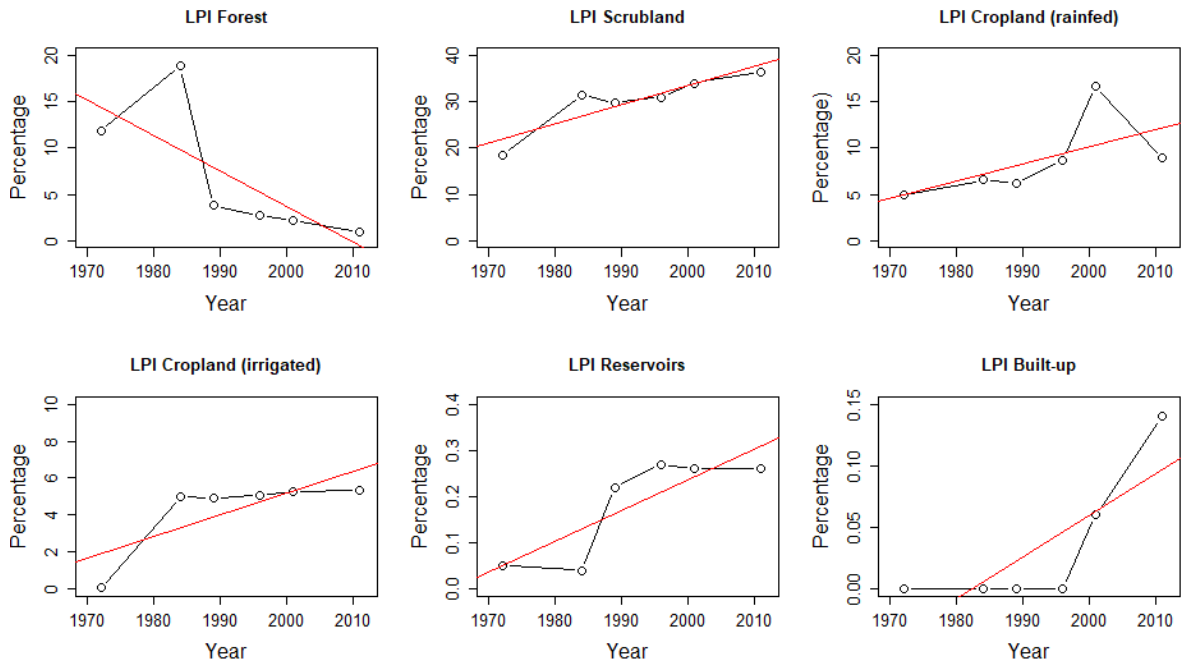 LPI Forest
20
15
10
5
0
Percentage
1970 1980 1990 2000 2010
Year
LPI Scrubland
40
30
20
10
0
Percentage
1970 1980 1990 2000 2010
Year
LPI Cropland (rainfed)
20
15
10
5
0
Percentage)
1970 1980 1990 2000 2010
Year
LPI Cropland (irrigated)
10
8
6
4
2
0
Percentage
1970 1980 1990 2000 2010
Year
LPI Reservoirs
0.4
0.3
0.2
0.1
0.0
Percentage
1970 1980 1990 2000 2010
Year
LPI Built-up
0.15
0.10
0.05
0.00
Percentage
1970 1980 1990 2000 2010
Year